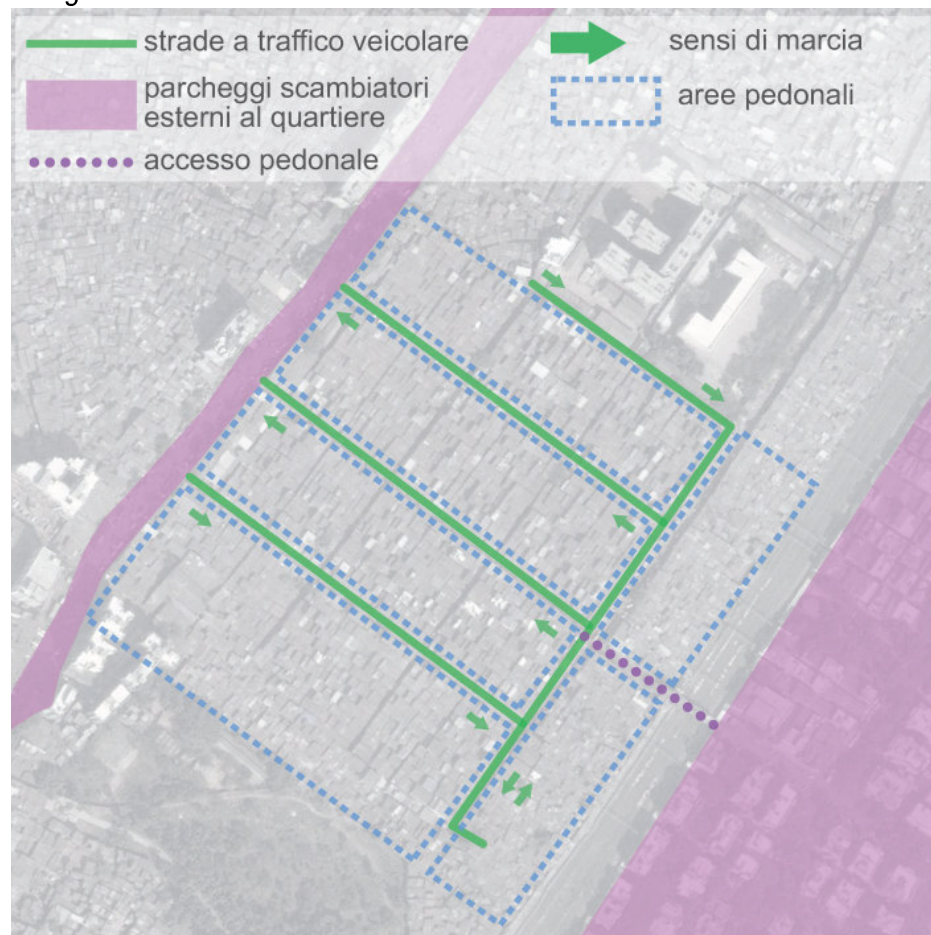 strade a traffico veicolare
sensi di marcia
parcheggi scambiatori
esterni al quartiere
aree pedonali
accesso pedonale